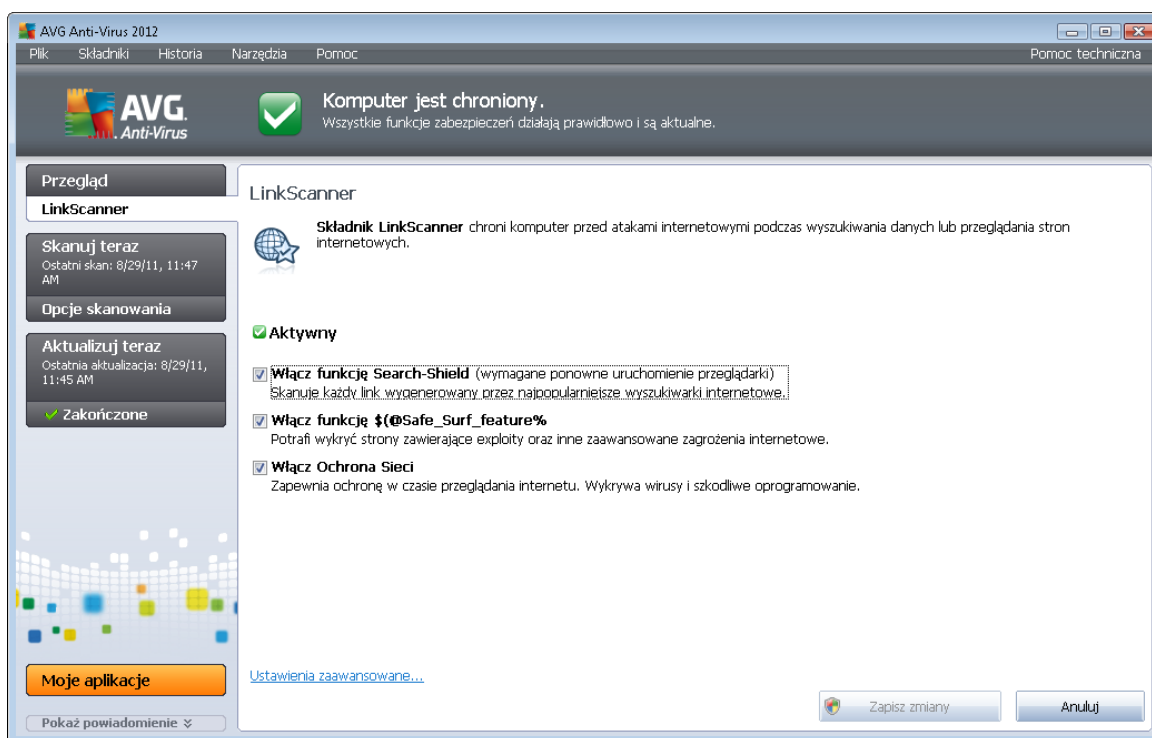 AVG Anti-Virus 2012
Plik Składniki Historia Narzędzia Pomoc Pomoc techniczna
AVG.
Anti-Virus
Komputer jest chroniony.
Wszystkie funkcje zabezpieczeń działają prawidłowo i są aktualne.
Przegląd
LinkScanner
Skanuj teraz
Ostatni skan: 8/29/11, 11:47
AM
Opcje skanowania
Aktualizuj teraz
Ostatnia aktualizacja: 8/29/11,
11:45 AM
Zakończone
Moje aplikacje
Pokaż powiadomienie
LinkScanner
Składnik LinkScanner chroni komputer przed atakami internetowymi podczas wyszukiwania danych lub przeglądania stron
internetowych.
Aktywny
Włącz funkcję Search-Shield (wymagane ponowne uruchomienie przeglądarki)
Skanuje każdy link wygenerowany przez najpopularniejsze wyszukiwarki internetowe.
Włącz funkcję $(@Safe_Surf_feature%
Potrafi wykryć strony zawierające exploity oraz inne zaawansowane zagrożenia internetowe.
Włącz Ochrona Sieci
Zapewnia ochronę w czasie przeglądania internetu. Wykrywa wirusy i szkodliwe oprogramowanie.
Ustawienia zaawansowane...
Zapisz zmiany
Anuluj